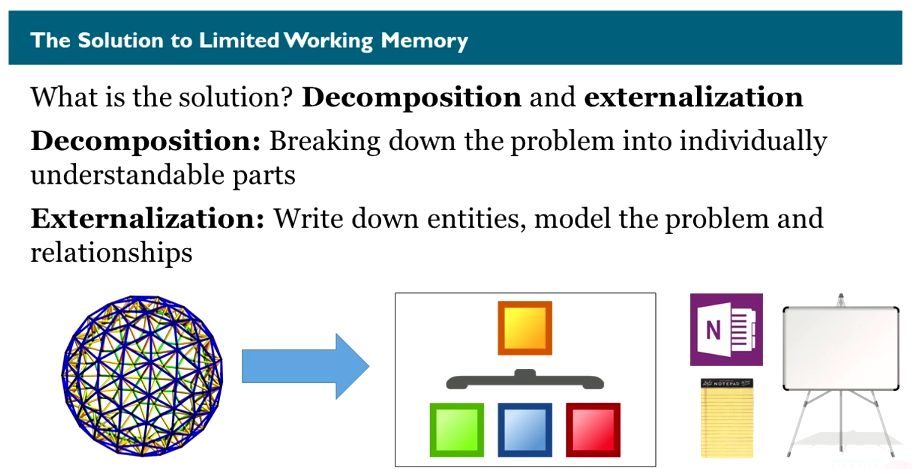 The Solution to Limited Working Memory
What is the solution? Decomposition and externalization
Decomposition: Breaking down the problem into individually
understandable parts
Externalization: Write down entities, model the problem and
relationships
N
NOTEPAD